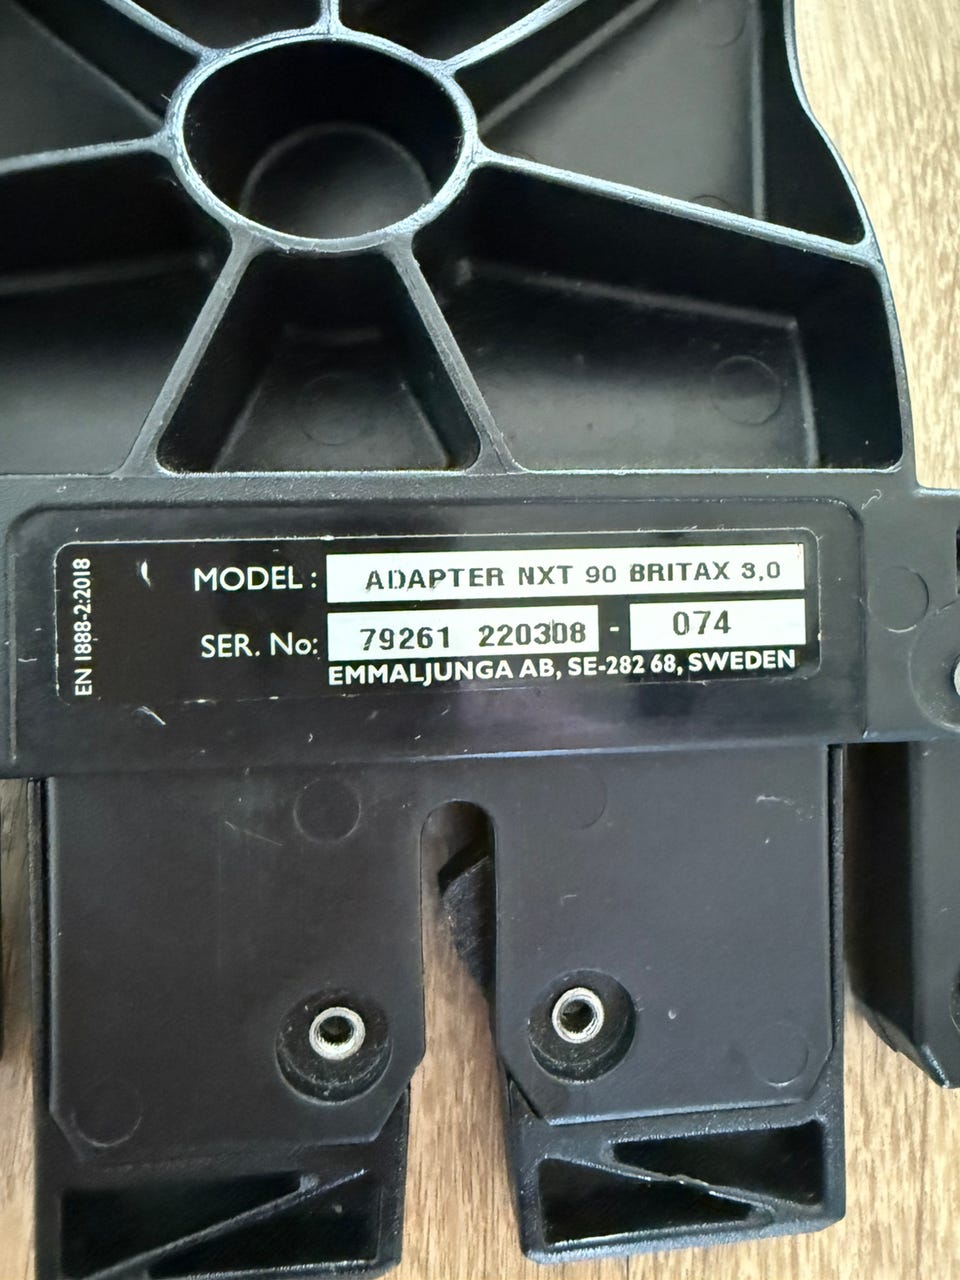 EN 1888-2:2018
MODEL : ADAPTER NXT 90 BRITAX 3,0
SER. No: 79261 220308 - 074
EMMALJUNGA AB, SE-282 68, SWEDEN